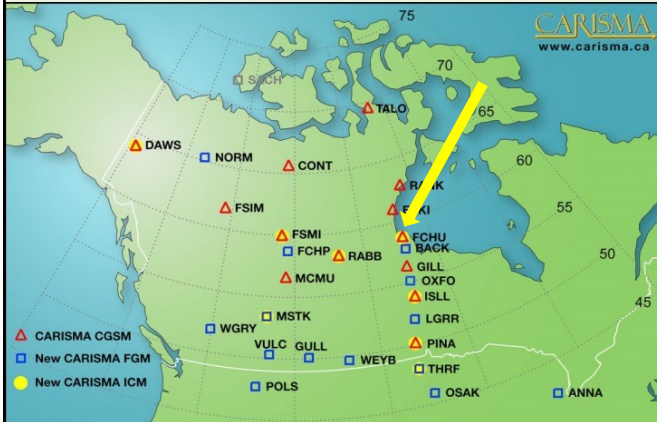 75
CARISMA
www.carisma.ca
70
SACH
65
TALO
DAWS
NORM
CONT
60
RANK
FSIM
55
FSMI
FCHU
FCHP
BACK
50
RABB
GILL
MCMU
OXFO
ISLL
45
MSTK
LGRR
WGRY
CARISMA CGSM
PINA
VULC
GULL
New CARISMA FGM
WEYB
THRF
New CARISMA ICM
POLS
OSAK
ANNA